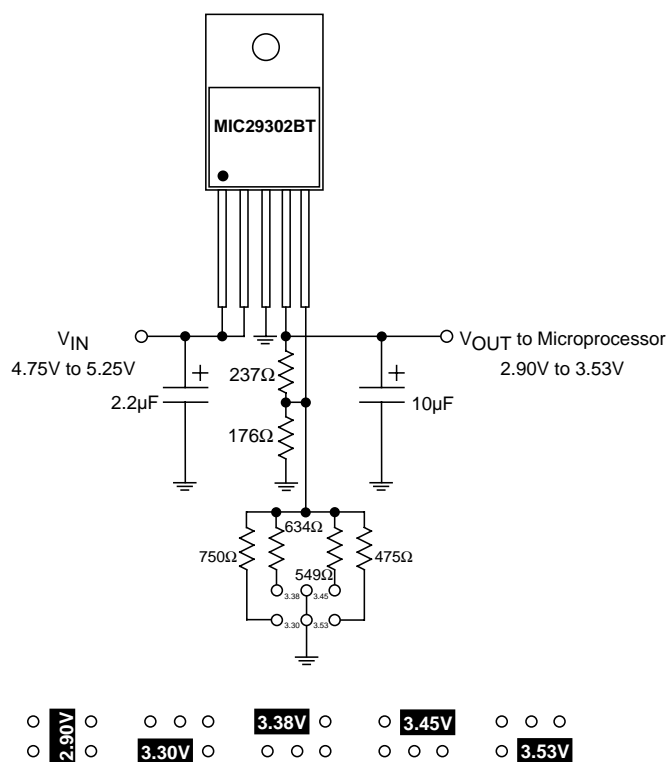 MIC29302BT
VIN
4.75V to 5.25V
VOUT to Microprocessor
2.90V to 3.53V
237Ω
2.2µF
10µF
176Ω
634Ω
750Ω
475Ω
549Ω
3.38 3.45
3.30 3.53
2.90V
3.30V
3.38V
3.45V
3.53V